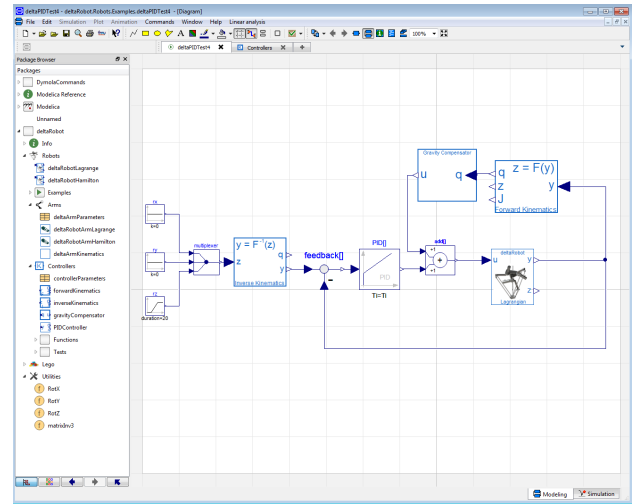 deltaPIDTest4 - deltaRobot.Robots.Examples.deltaPIDTest4 - [Diagram]
File Edit Simulation Plot Animation Commands Window Help Linear analysis
100%
deltaPIDTest4 Controllers
Package Browser
Packages
DymolaCommands
Modelica Reference
Modelica
Unnamed
deltaRobot
Info
Robots
deltaRobotLagrange
deltaRobotHamilton
Examples
Arms
deltaArmParameters
deltaRobotArmLagrange
deltaRobotArmHamilton
deltaArmKinematics
Controllers
controllerParameters
forwardKinematics
inverseKinematics
gravityCompensator
PIDController
Functions
Tests
Lego
Utilities
RotX
RotY
RotZ
matrixInv3
Gravity Compensator
u q
q z = F(y)
z y
J
Forward Kinematics
rx
k=0
ry
k=0
rz
duration=20
multiplexer
y = F⁻¹(z)
q
z y
Inverse Kinematics
feedback[]
PID[]
PID
Ti=Ti
add[]
+1
+
+1
deltaRobot
u y
z
Lagrangian
Modeling Simulation